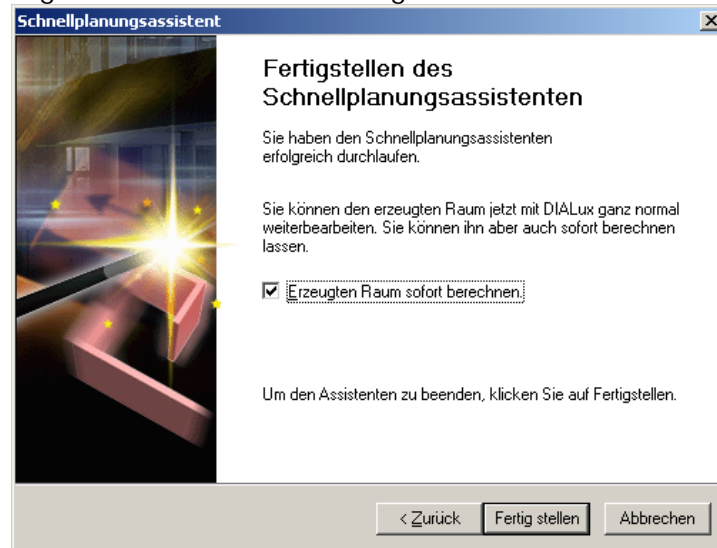 Schnellplanungsassistent
Fertigstellen des
Schnellplanungsassistenten
Sie haben den Schnellplanungsassistenten
erfolgreich durchlaufen.
Sie können den erzeugten Raum jetzt mit DIALux ganz normal
weiterbearbeiten. Sie können ihn aber auch sofort berechnen
lassen.
Erzeugten Raum sofort berechnen.
Um den Assistenten zu beenden, klicken Sie auf Fertigstellen.
< Zurück Fertig stellen Abbrechen